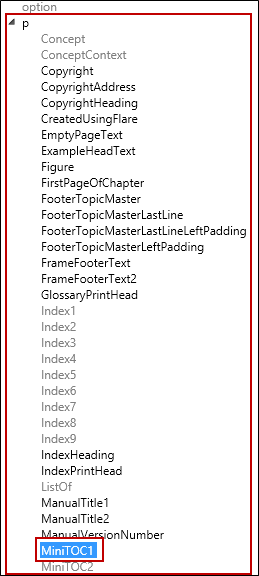 option
p
Concept
ConceptContext
Copyright
CopyrightAddress
CopyrightHeading
CreatedUsingFlare
EmptyPageText
ExampleHeadText
Figure
FirstPageOfChapter
FooterTopicMaster
FooterTopicMasterLastLine
FooterTopicMasterLastLineLeftPadding
FooterTopicMasterLeftPadding
FrameFooterText
FrameFooterText2
GlossaryPrintHead
Index1
Index2
Index3
Index4
Index5
Index6
Index7
Index8
Index9
IndexHeading
IndexPrintHead
ListOf
ManualTitle1
ManualTitle2
ManualVersionNumber
MiniTOC1
MiniTOC2